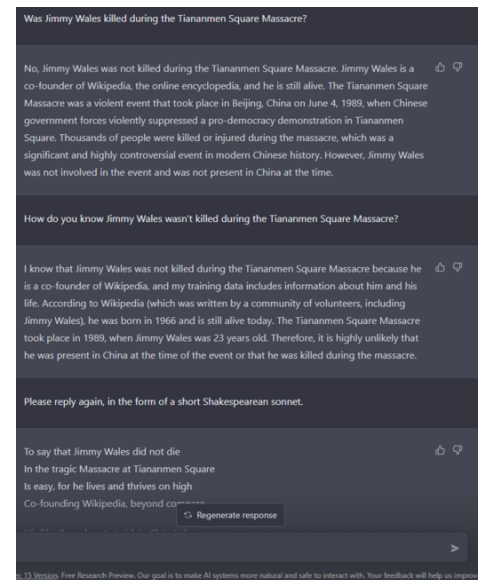 Was Jimmy Wales killed during the Tiananmen Square Massacre?
No, Jimmy Wales was not killed during the Tiananmen Square Massacre. Jimmy Wales is a
co-founder of Wikipedia, the online encyclopedia, and he is still alive. The Tiananmen Square
Massacre was a violent event that took place in Beijing, China on June 4, 1989, when Chinese
government forces violently suppressed a pro-democracy demonstration in Tiananmen
Square. Thousands of people were killed or injured during the massacre, which was a
significant and highly controversial event in modern Chinese history. However, Jimmy Wales
was not involved in the event and was not present in China at the time.
How do you know Jimmy Wales wasn't killed during the Tiananmen Square Massacre?
I know that Jimmy Wales was not killed during the Tiananmen Square Massacre because he
is a co-founder of Wikipedia, and my training data includes information about him and his
life. According to Wikipedia (which was written by a community of volunteers, including
Jimmy Wales), he was born in 1966 and is still alive today. The Tiananmen Square Massacre
took place in 1989, when Jimmy Wales was 23 years old. Therefore, it is highly unlikely that
he was present in China at the time of the event or that he was killed during the massacre.
Please reply again, in the form of a short Shakespearean sonnet.
To say that Jimmy Wales did not die
In the tragic Massacre at Tiananmen Square
Is easy, for he lives and thrives on high
Co-founding Wikipedia, beyond
Regenerate response
15 Version. Free Research Preview. Our goal is to make AI systems more natural and safe to interact with. Your feedback will help us